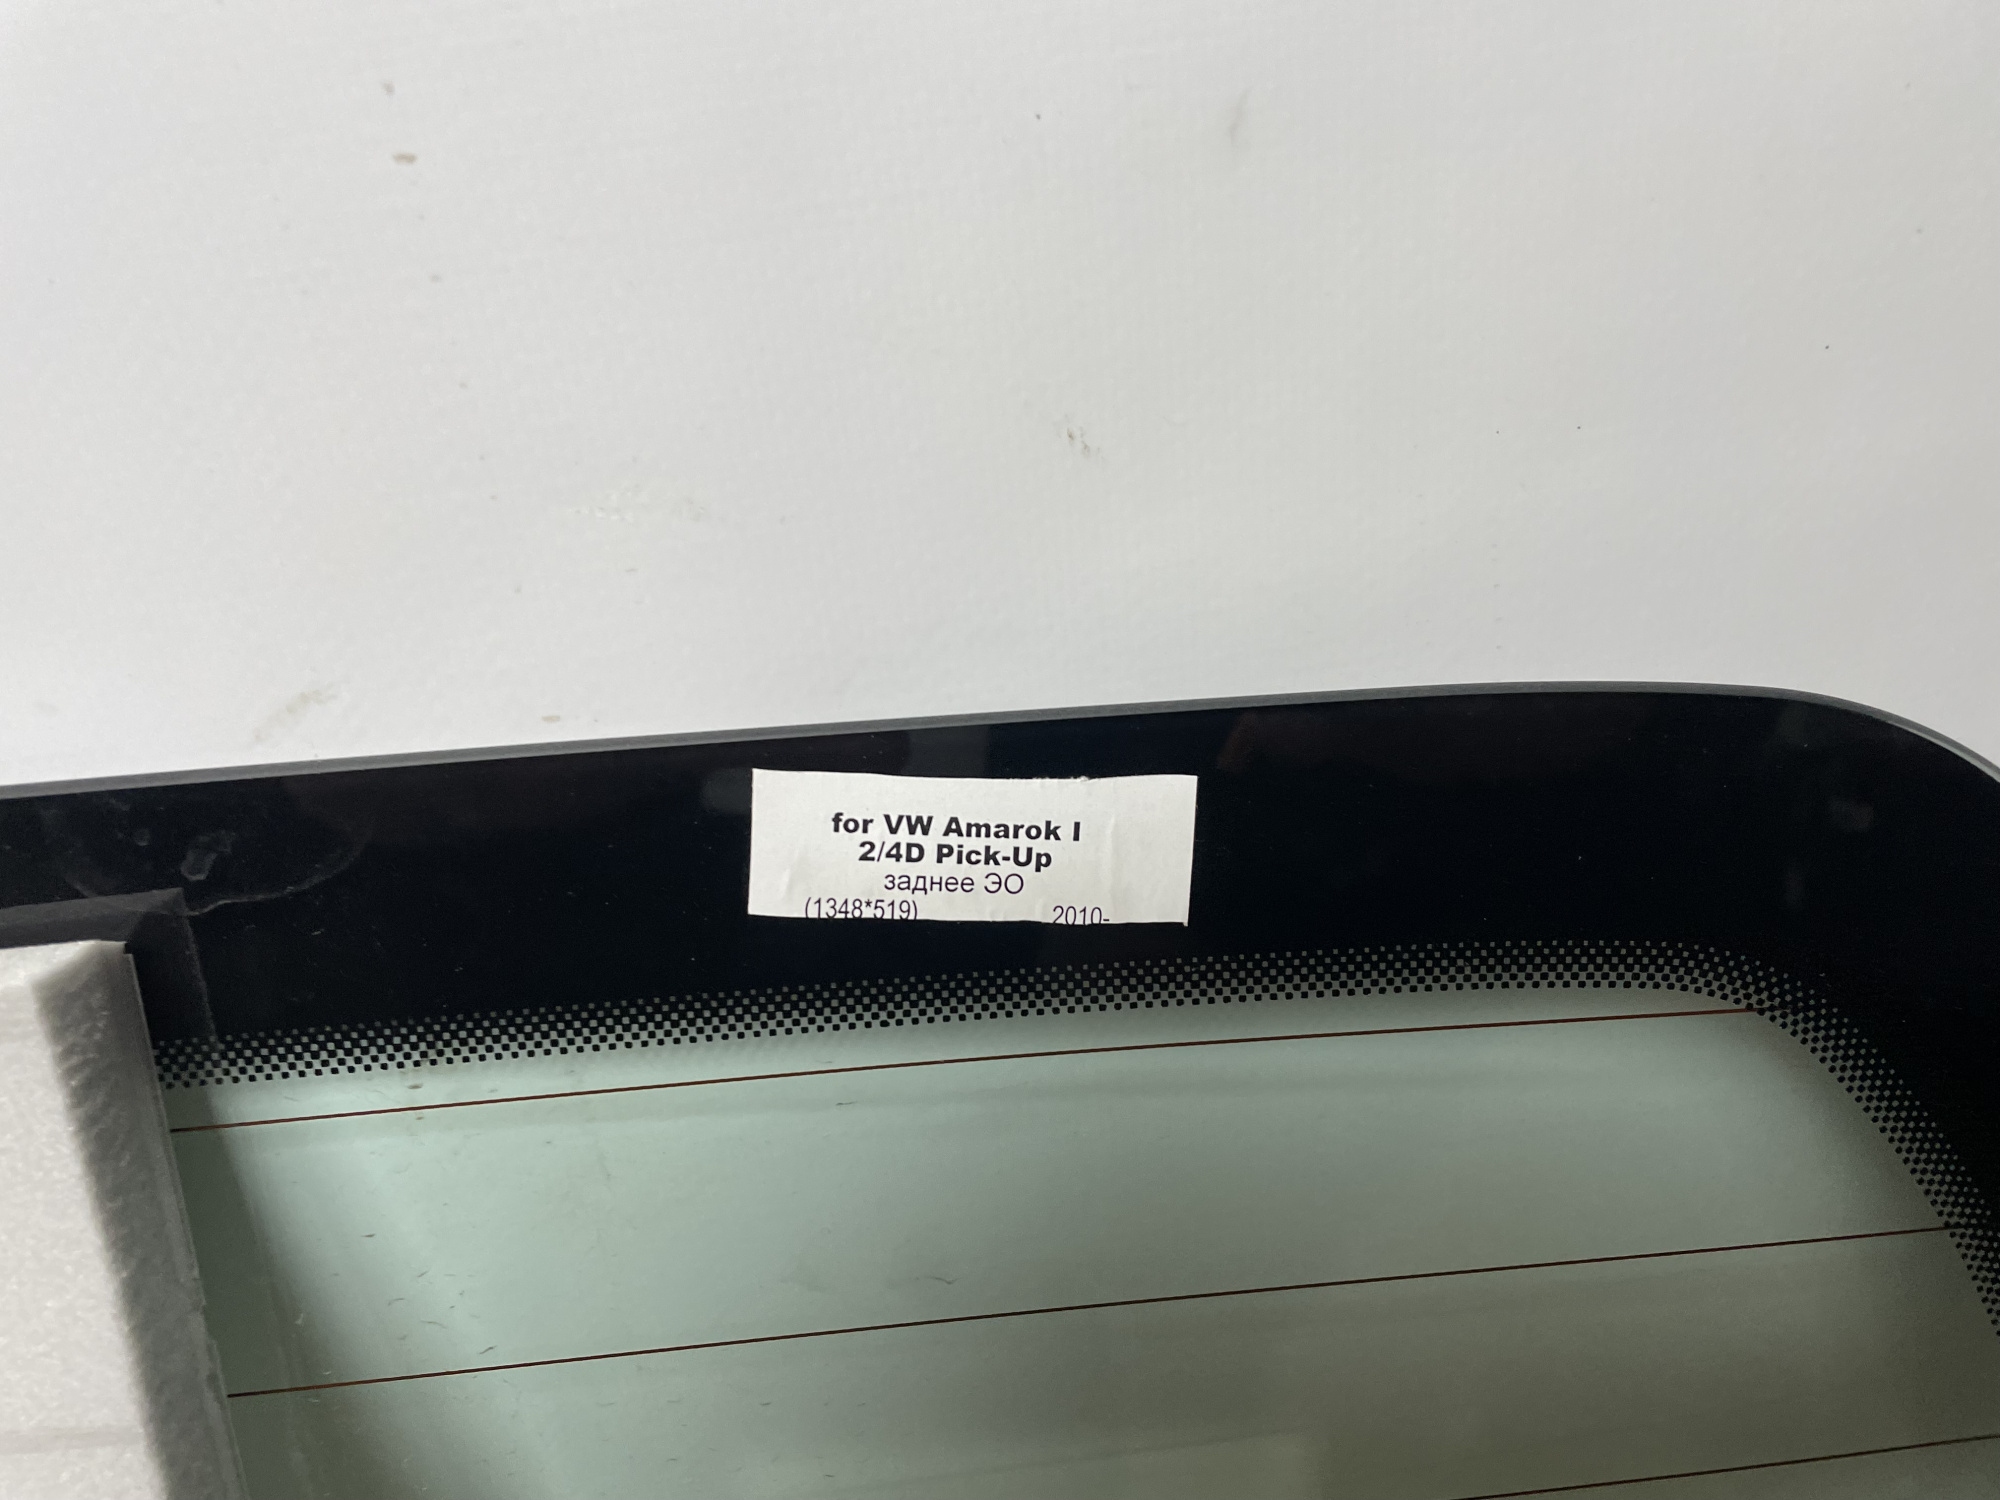 for VW Amarok I
2/4D Pick-Up
заднее ЭО
(1348*519) 2010-